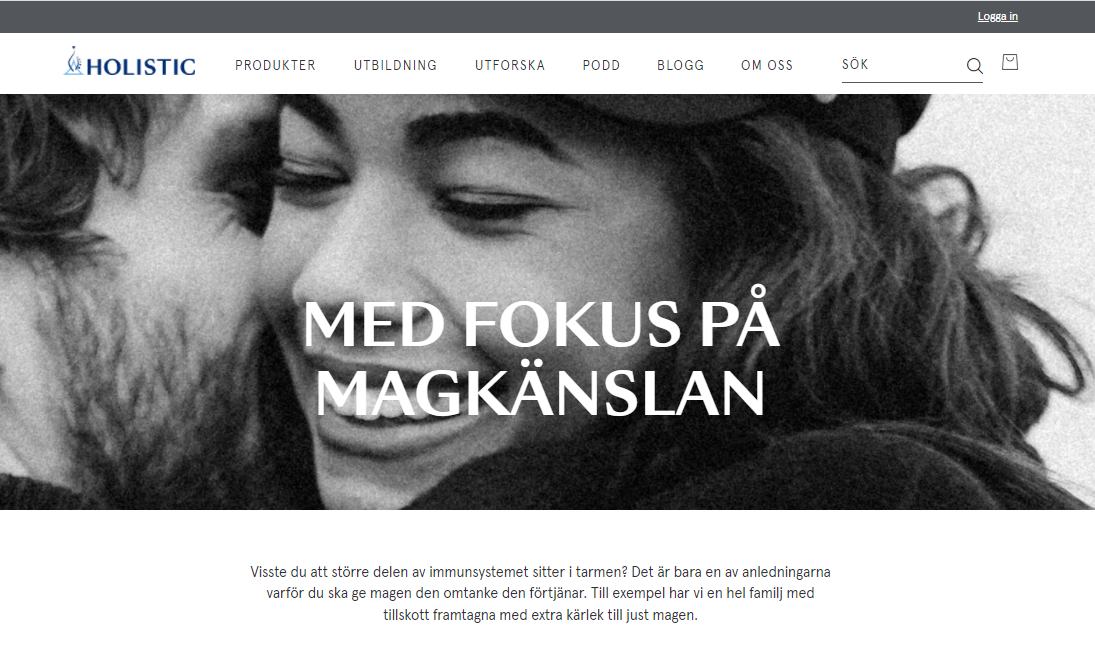 Logga in
HOLISTIC
PRODUKTER
UTBILDNING
UTFORSKA
PODD
BLOGG
OM OSS
SÖK
MED FOKUS PÅ
MAGKÄNSLAN
Visste du att större delen av immunsystemet sitter i tarmen? Det är bara en av anledningarna
varför du ska ge magen den omtanke den förtjänar. Till exempel har vi en hel familj med
tillskott framtagna med extra kärlek till just magen.